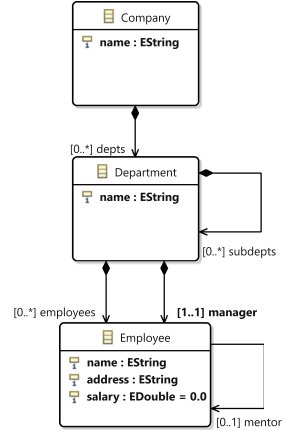 Company
name : EString
[0..*] depts
Department
name : EString
[0..*] subdepts
[0..*] employees
[1..1] manager
Employee
name : EString
address : EString
salary : EDouble = 0.0
[0..1] mentor